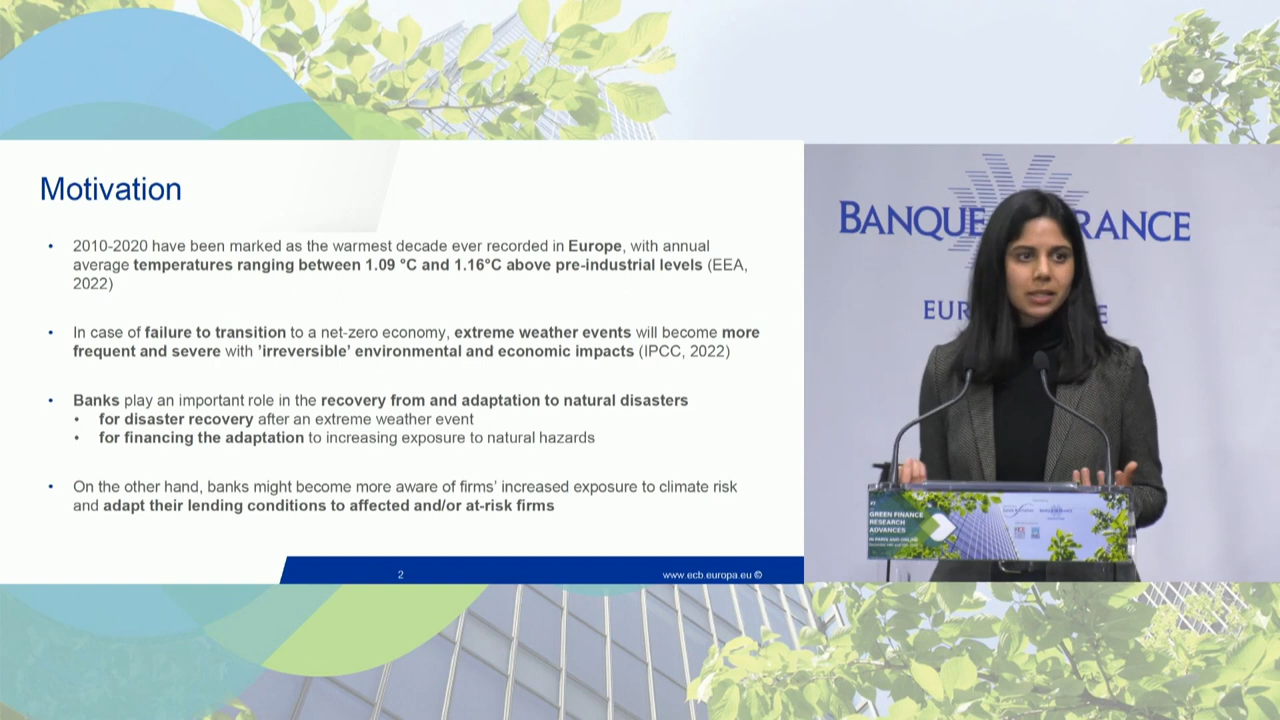 Motivation
• 2010-2020 have been marked as the warmest decade ever recorded in Europe, with annual
average temperatures ranging between 1.09 °C and 1.16°C above pre-industrial levels (EEA,
2022)
• In case of failure to transition to a net-zero economy, extreme weather events will become more
frequent and severe with 'irreversible' environmental and economic impacts (IPCC, 2022)
• Banks play an important role in the recovery from and adaptation to natural disasters
• for disaster recovery after an extreme weather event
• for financing the adaptation to increasing exposure to natural hazards
• On the other hand, banks might become more aware of firms' increased exposure to climate risk
and adapt their lending conditions to affected and/or at-risk firms
2
www.ecb.europa.eu ©
BANQUE RANCE
EUR E
GREEN FINANCE
RESEARCH
ADVANCES
IN PARIS AND ONLINE